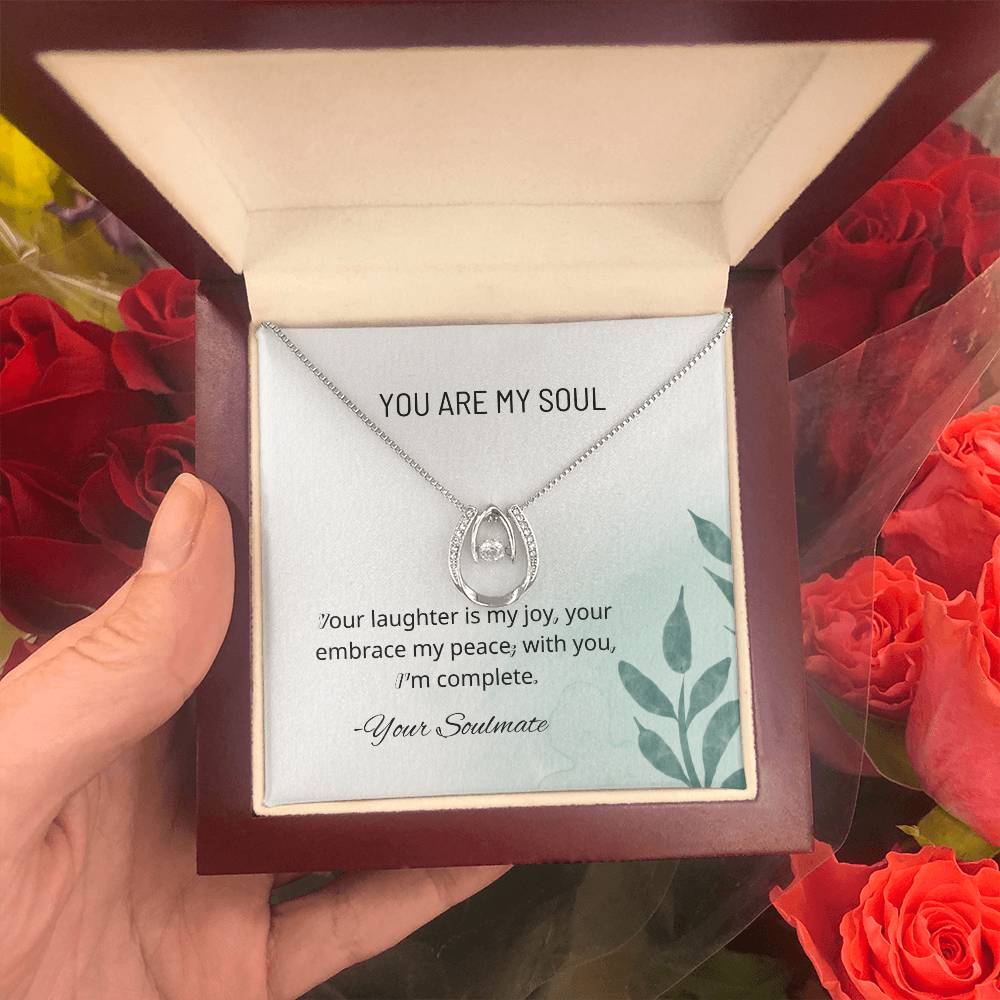 YOU ARE MY SOUL
Your laughter is my joy, your
embrace my peace; with you,
I'm complete.
-Your Soulmate